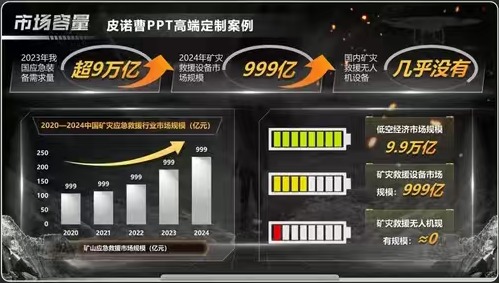 市场容量
皮诺曹PPT高端定制案例
2023年我
国应急装
备需求量
超9万亿
2024年矿灾
救援设备市
场规模
999亿
国内矿灾
救援无人
机设备
几乎没有
2020—2024中国矿灾应急救援行业市场规模（亿元）
250
200
150
100
50
0
999
999
999
999
999
2020
2021
2022
2023
2024
矿山应急救援市场规模（亿元）
低空经济市场规模
9.9万亿
矿灾救援设备市场
规模：999亿
矿灾救援无人机现
有规模：≈0